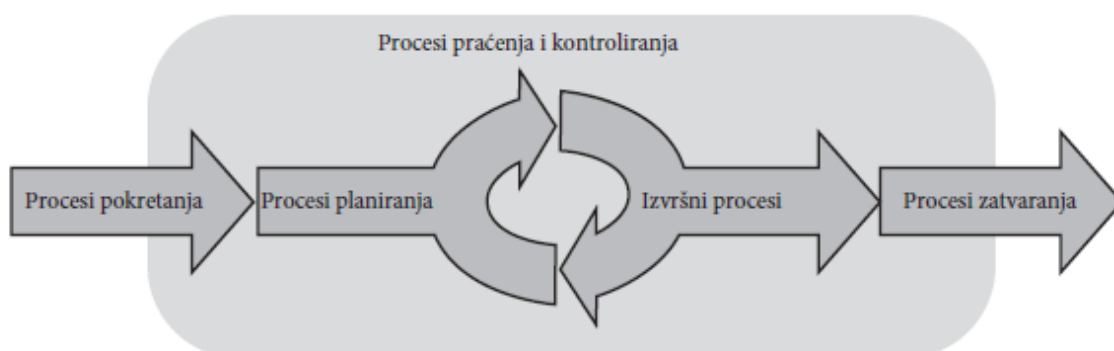 Procesi praćenja i kontroliranja
Procesi pokretanja
Procesi planiranja
Izvršni procesi
Procesi zatvaranja